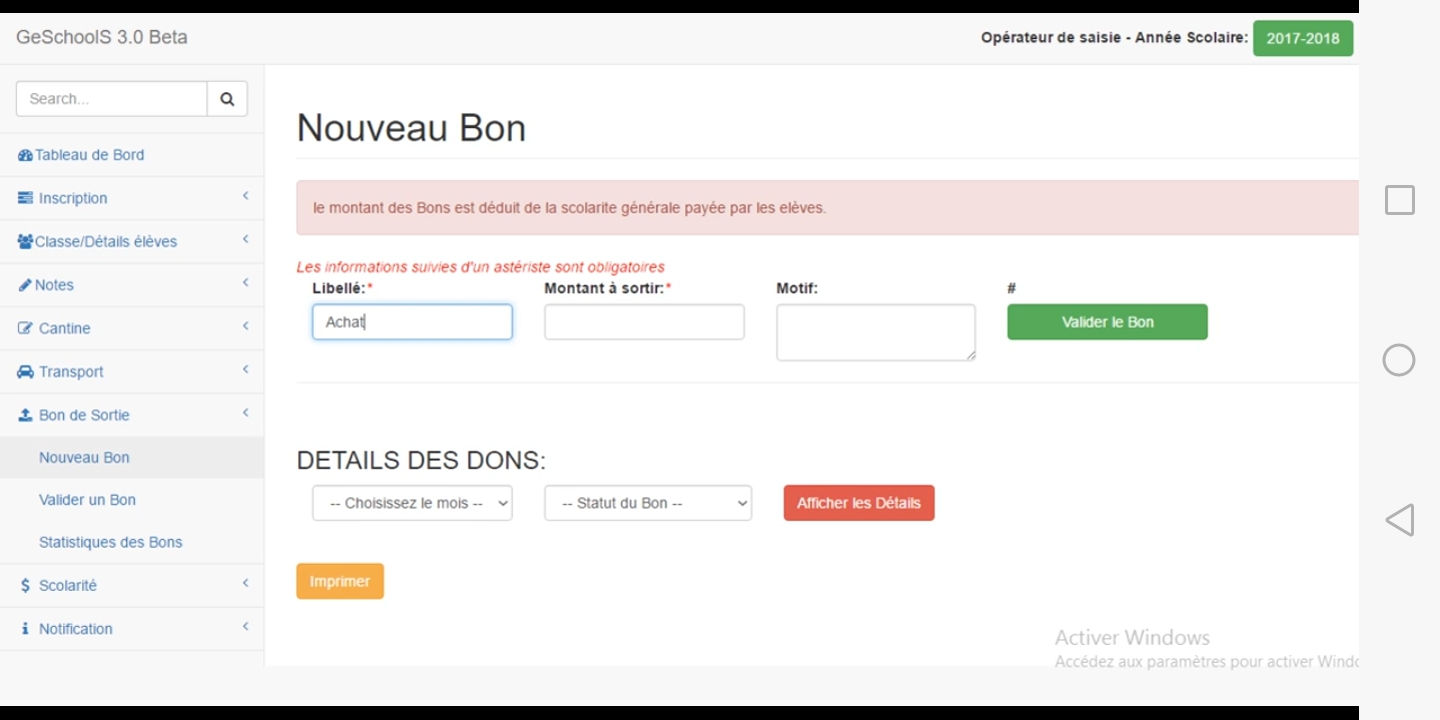 GeSchoolS 3.0 Beta
Opérateur de saisie - Année Scolaire: 2017-2018
Search...
Tableau de Bord
Inscription
Classe/Détails élèves
Notes
Cantine
Transport
Bon de Sortie
Nouveau Bon
Valider un Bon
Statistiques des Bons
Scolarité
Notification
Nouveau Bon
le montant des Bons est déduit de la scolarite générale payée par les elèves.
Les informations suivies d'un astériste sont obligatoires
Libellé:* Montant à sortir:* Motif: #
Achat Valider le Bon
DETAILS DES DONS:
-- Choisissez le mois -- -- Statut du Bon -- Afficher les Détails
Imprimer
Activer Windows
Accédez aux paramètres pour activer Windo